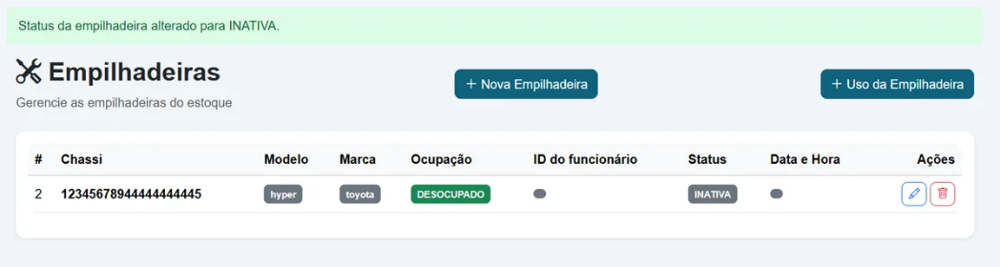 Status da empilhadeira alterado para INATIVA.
Empilhadeiras
Gerencie as empilhadeiras do estoque
+ Nova Empilhadeira
+ Uso da Empilhadeira
# Chassi Modelo Marca Ocupação ID do funcionário Status Data e Hora Ações
2 12345678944444444445 hyper toyota DESOCUPADO INATIVA